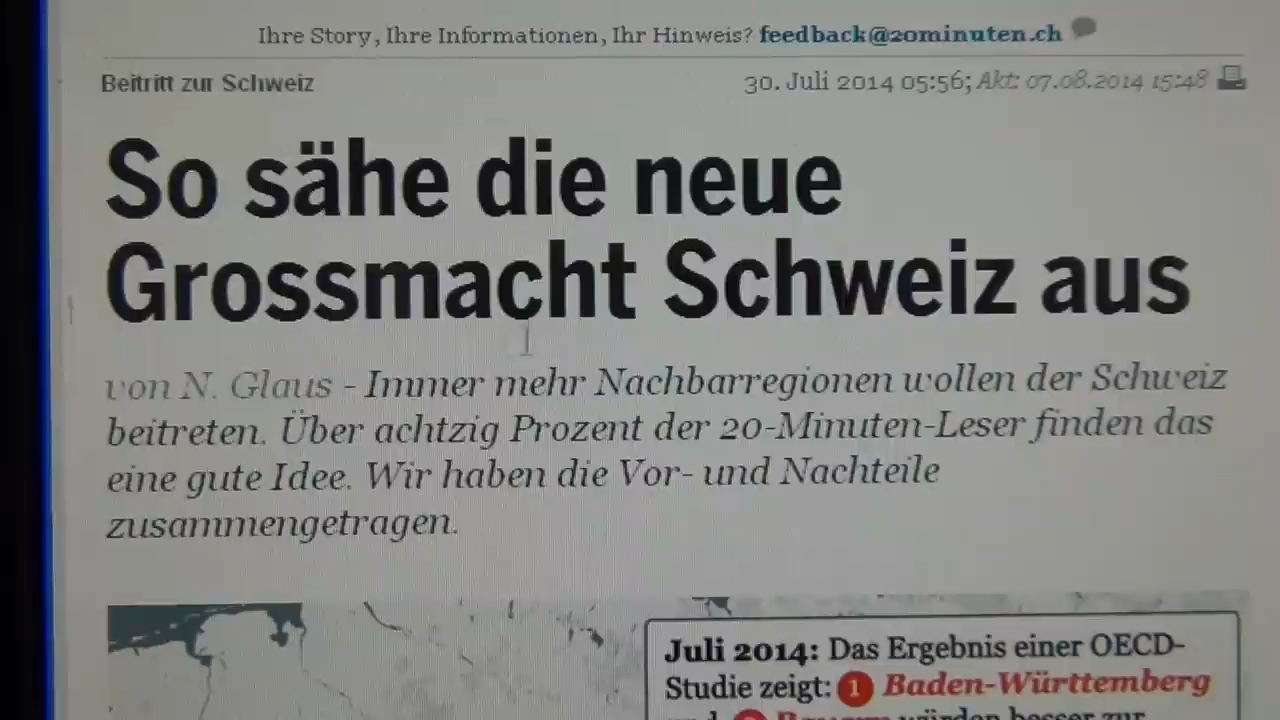 Ihre Story, Ihre Informationen, Ihr Hinweis? feedback@20minuten.ch
Beitritt zur Schweiz 30. Juli 2014 05:56; Akt: 07.08.2014 15:48
So sähe die neue
Grossmacht Schweiz aus
von N. Glaus - Immer mehr Nachbarregionen wollen der Schweiz
beitreten. Über achtzig Prozent der 20-Minuten-Leser finden das
eine gute Idee. Wir haben die Vor- und Nachteile
zusammengetragen.
Juli 2014: Das Ergebnis einer OECD-
Studie zeigt: 1 Baden-Württemberg
würden besser zur